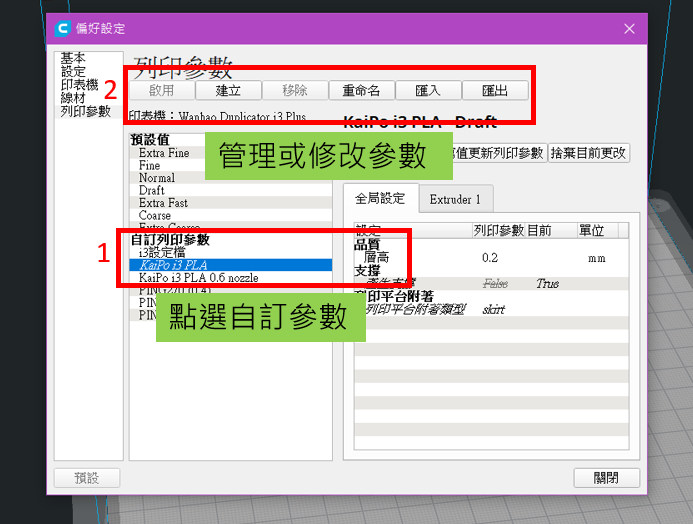 偏好設定
基本
設定
印表機
線材
列印參數
列印參數
2
啟用
建立
移除
重命名
匯入
匯出
印表機：Wanhao Duplicator i3 Plus
KaiPo i3 PLA - Draft
管理或修改參數
值更新列印參數
捨棄目前更改
預設值
Extra Fine
Fine
Normal
Draft
Extra Fast
Coarse
Extra Coarse
1
自訂列印參數
i3設定檔
KaiPo i3 PLA
KaiPo i3 PLA 0.6 nozzle
PING270 (0.4)
PIN
點選自訂參數
全局設定
Extruder 1
設定 列印參數 目前 單位
品質
層高 0.2 mm
支撐
產生支撐 False True
列印平台附著
列印平台附著類型 skirt
預設
關閉